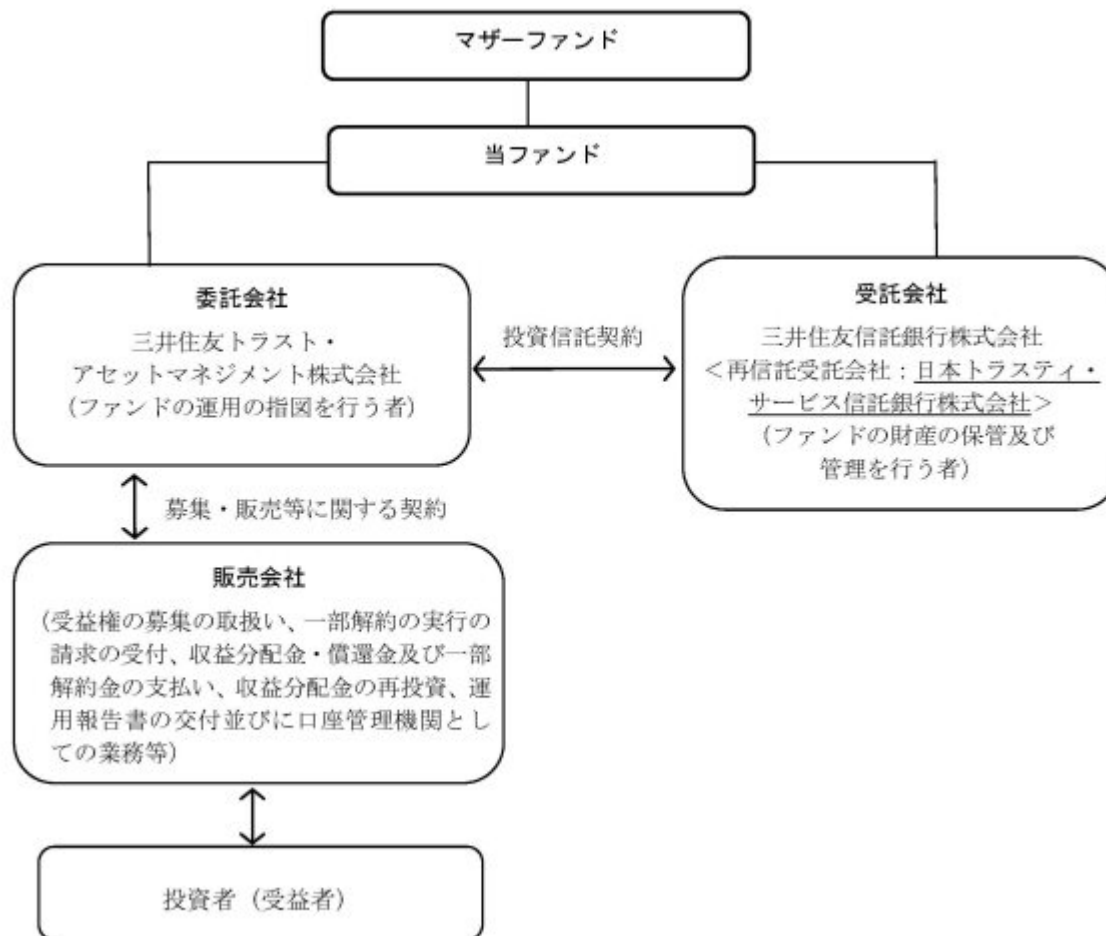 マザーファンド
当ファンド
委託会社
三井住友トラスト・
アセットマネジメント株式会社
（ファンドの運用の指図を行う者）
投資信託契約
受託会社
三井住友信託銀行株式会社
＜再信託受託会社：日本トラスティ・
サービス信託銀行株式会社＞
（ファンドの財産の保管及び
管理を行う者）
募集・販売等に関する契約
販売会社
（受益権の募集の取扱い、一部解約の実行の
請求の受付、収益分配金・償還金及び一部
解約金の支払い、収益分配金の再投資、運
用報告書の交付並びに口座管理機関とし
ての業務等）
投資者（受益者）